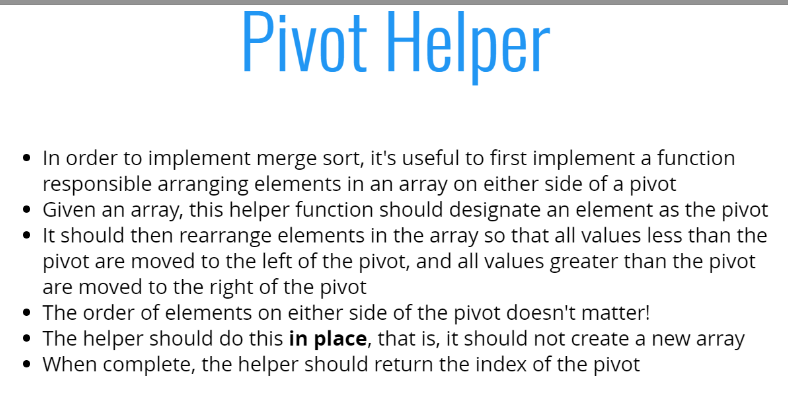 Pivot Helper
• In order to implement merge sort, it's useful to first implement a function
responsible arranging elements in an array on either side of a pivot
• Given an array, this helper function should designate an element as the pivot
• It should then rearrange elements in the array so that all values less than the
pivot are moved to the left of the pivot, and all values greater than the pivot
are moved to the right of the pivot
• The order of elements on either side of the pivot doesn't matter!
• The helper should do this in place, that is, it should not create a new array
• When complete, the helper should return the index of the pivot